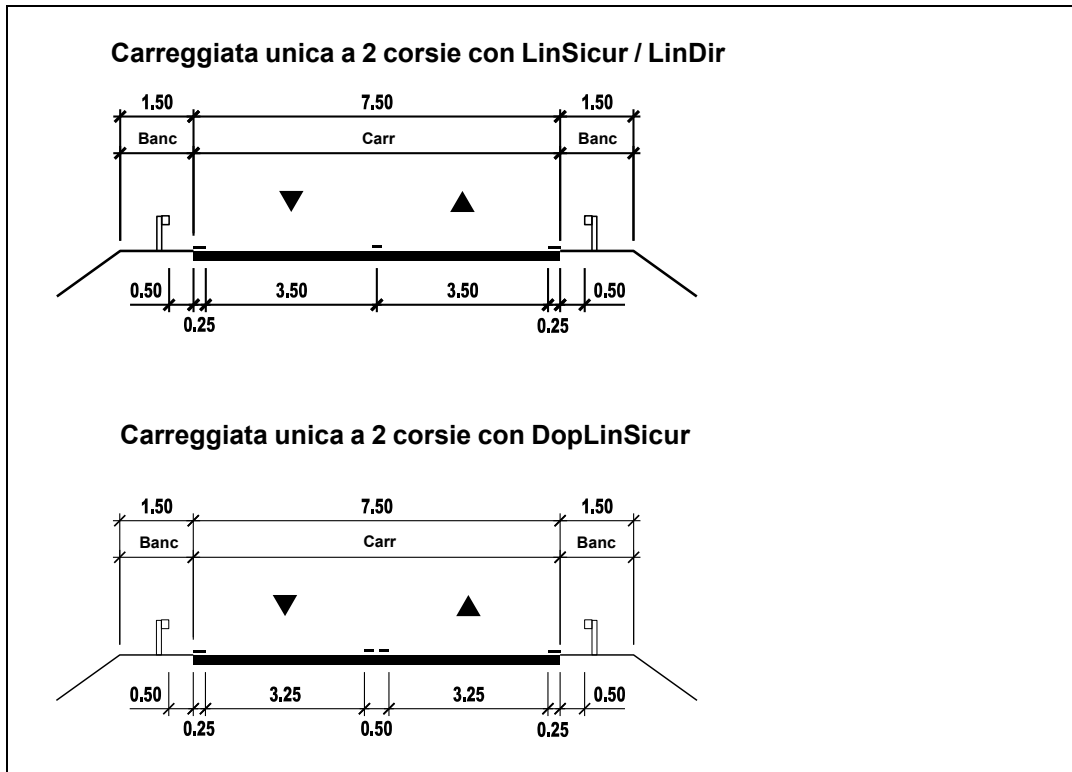 Carreggiata unica a 2 corsie con LinSicur / LinDir
1.50 7.50 1.50
Banc Carr Banc
0.50 3.50 3.50 0.50
0.25 0.25
Carreggiata unica a 2 corsie con DopLinSicur
1.50 7.50 1.50
Banc Carr Banc
0.50 3.25 3.25 0.50
0.25 0.50 0.25